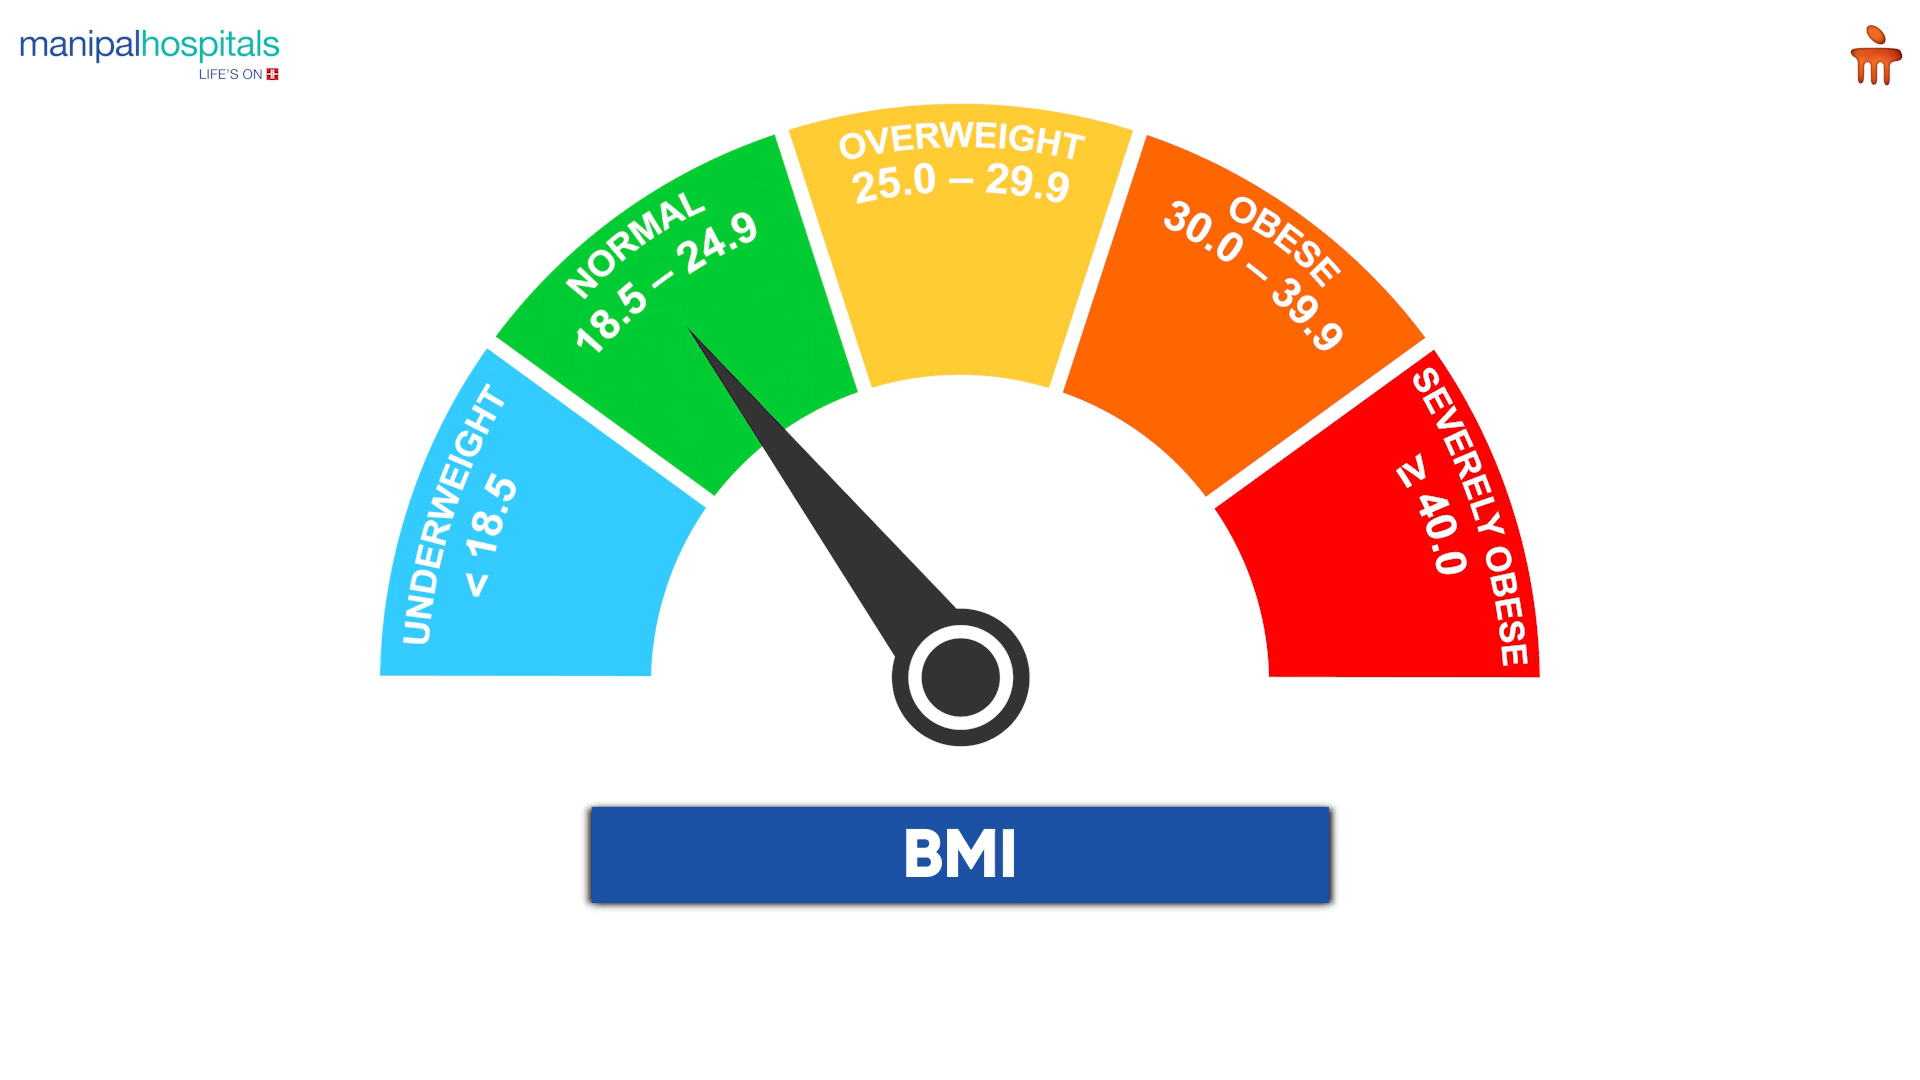 manipalhospitals
LIFE'S ON
UNDERWEIGHT
< 18.5
NORMAL
18.5 – 24.9
OVERWEIGHT
25.0 – 29.9
OBESE
30.0 – 39.9
SEVERELY OBESE
≥ 40.0
BMI